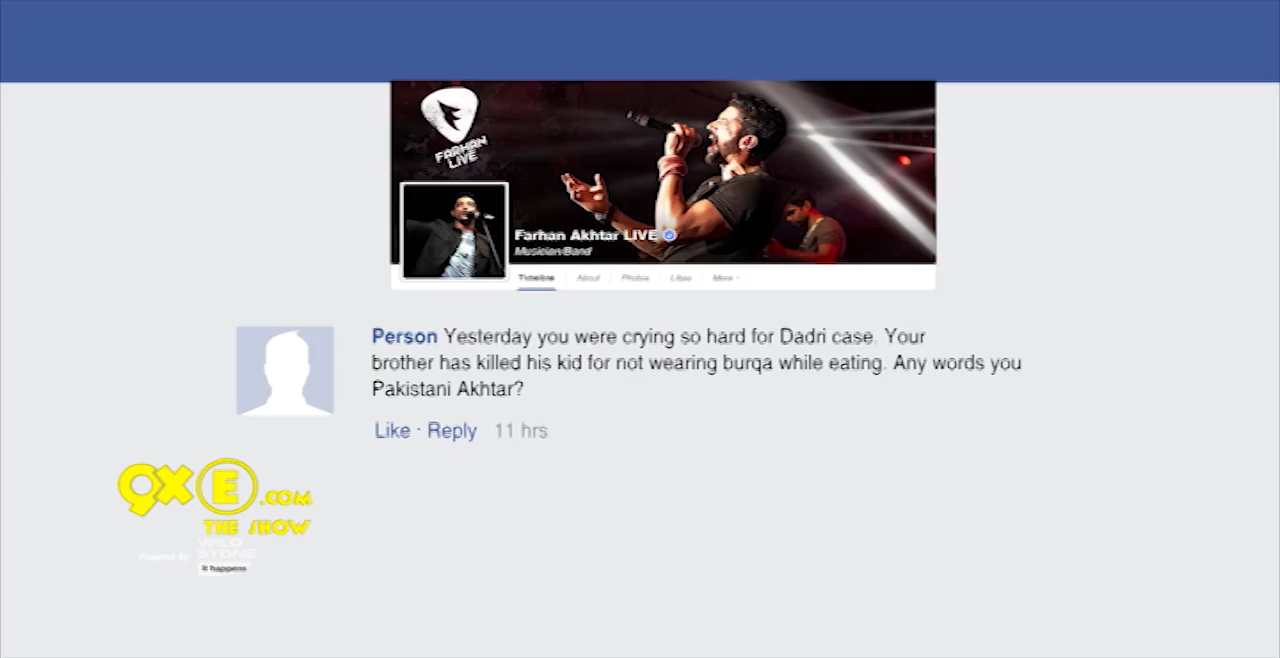 FARHAN
LIVE
Farhan Akhtar LIVE
Musician/Band
Timeline About Photos Likes More
Person Yesterday you were crying so hard for Dadri case. Your
brother has killed his kid for not wearing burqa while eating. Any words you
Pakistani Akhtar?
Like · Reply 11 hrs
9XE.COM
THE SHOW
Powered By
WILD
STONE
it happens